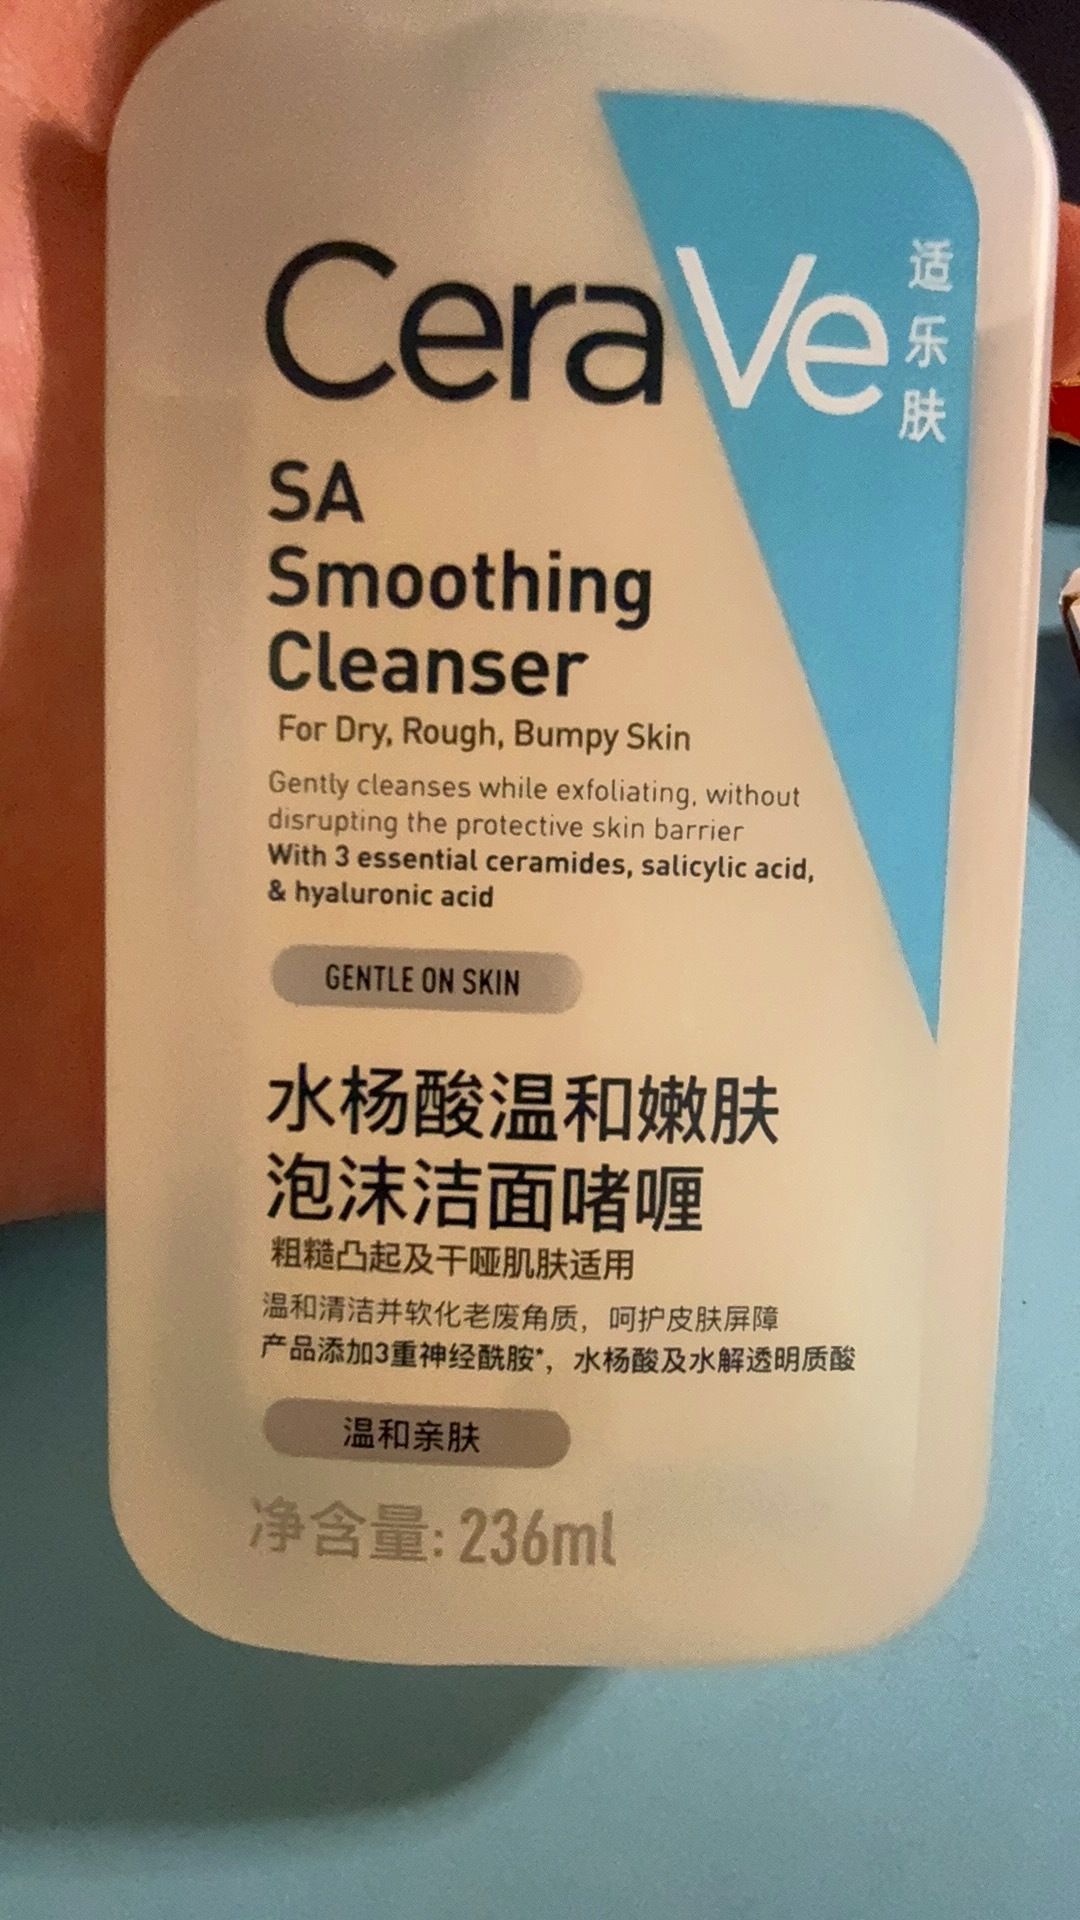 CeraVe
适乐肤
SA
Smoothing
Cleanser
For Dry, Rough, Bumpy Skin
Gently cleanses while exfoliating, without
disrupting the protective skin barrier
With 3 essential ceramides, salicylic acid,
& hyaluronic acid
GENTLE ON SKIN
水杨酸温和嫩肤
泡沫洁面啫喱
粗糙凸起及干哑肌肤适用
温和清洁并软化老废角质，呵护皮肤屏障
产品添加3重神经酰胺*，水杨酸及水解透明质酸
温和亲肤
净含量: 236ml